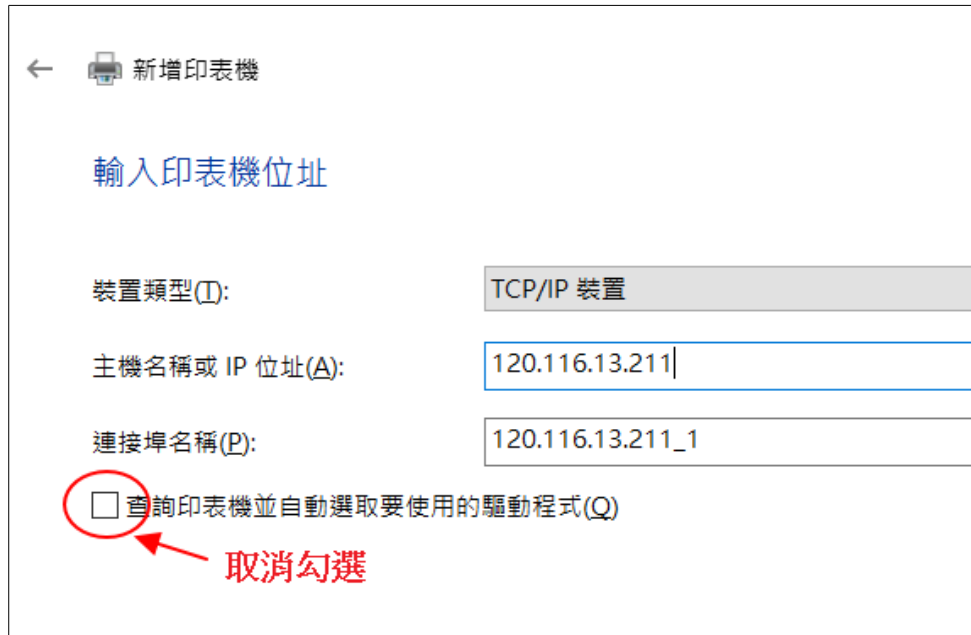 新增印表機
輸入印表機位址
裝置類型(T): TCP/IP 裝置
主機名稱或 IP 位址(A): 120.116.13.211
連接埠名稱(P): 120.116.13.211_1
查詢印表機並自動選取要使用的驅動程式(Q)
取消勾選